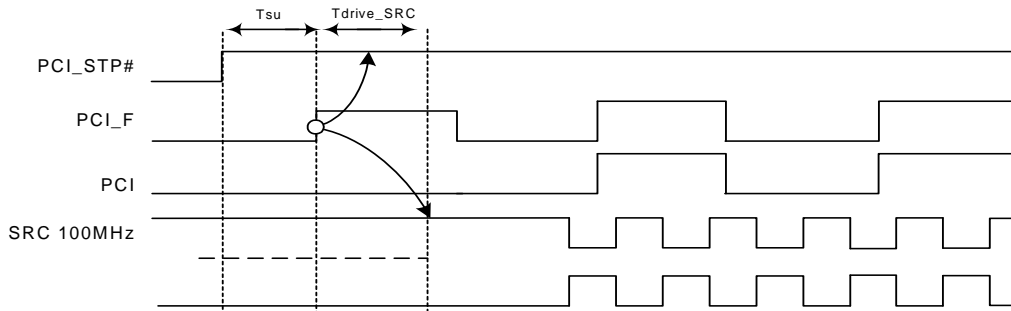 Tsu
Tdrive_SRC
PCI_STP#
PCI_F
PCI
SRC 100MHz